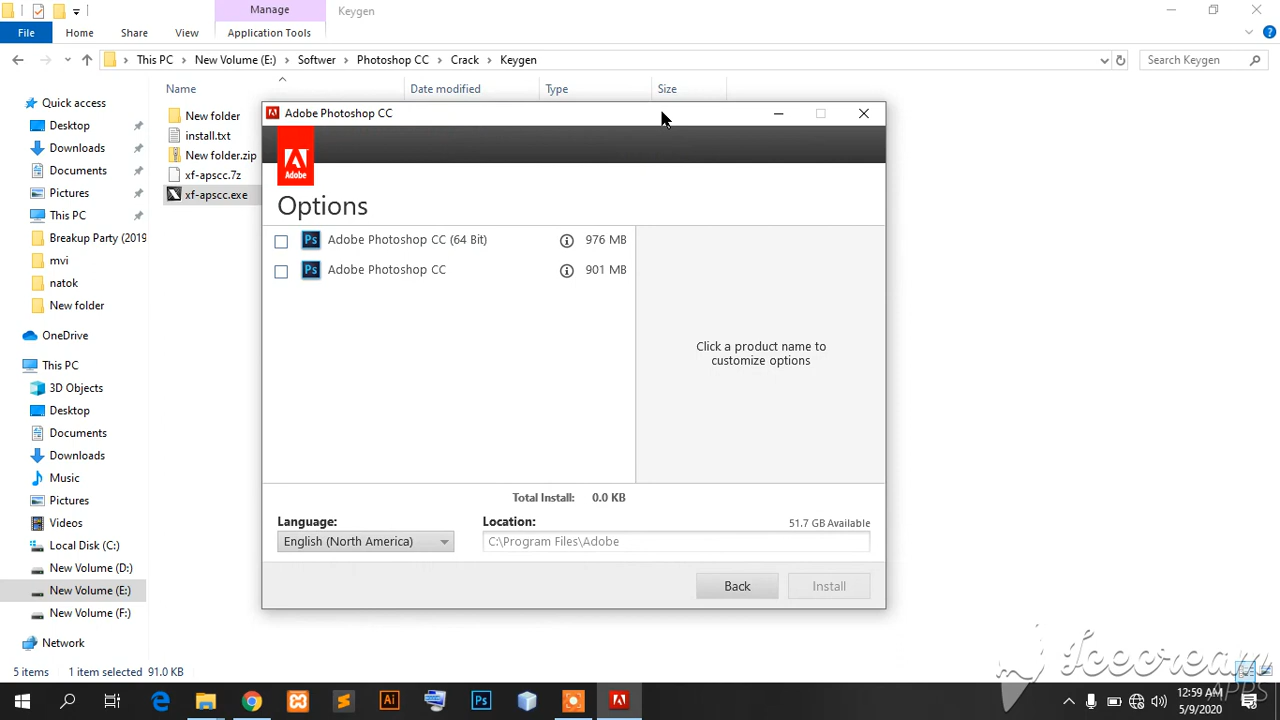 Manage
Keygen
File
Home
Share
View
Application Tools
This PC
New Volume (E:)
Softwer
Photoshop CC
Crack
Keygen
Search Keygen
Name
Date modified
Type
Size
Quick access
Desktop
Downloads
Documents
Pictures
This PC
Breakup Party (2019
mvi
natok
New folder
OneDrive
This PC
3D Objects
Desktop
Documents
Downloads
Music
Pictures
Videos
Local Disk (C:)
New Volume (D:)
New Volume (E:)
New Volume (F:)
Network
New folder
install.txt
New folder.zip
xf-apscc.7z
xf-apscc.exe
Adobe Photoshop CC
Adobe
Options
Ps Adobe Photoshop CC (64 Bit) 976 MB
Ps Adobe Photoshop CC 901 MB
Click a product name to
customize options
Total Install: 0.0 KB
Language:
English (North America)
Location:
51.7 GB Available
C:\Program Files\Adobe
Back
Install
5 items
1 item selected 91.0 KB
Icecream
APPS
Ai
Ps
12:59 AM
5/9/2020